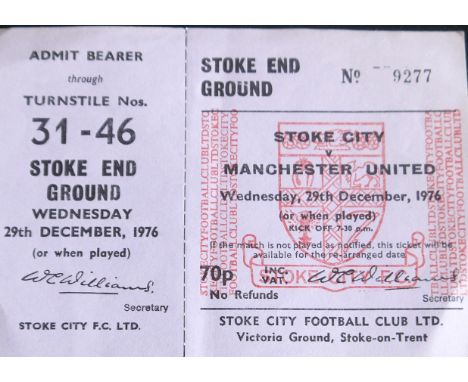 ADMIT BEARER
through
TURNSTILE Nos.
31-46
STOKE END
GROUND
WEDNESDAY
29th DECEMBER, 1976
(or when played)
W C Williams.
Secretary
STOKE CITY F.C. LTD.
STOKE END
GROUND
No 9277
STOKE CITY
v
MANCHESTER UNITED
Wednesday, 29th December, 1976
(or when played)
KICK OFF 7-30 p.m.
If the match is not played as notified, this ticket will be
available for the re-arranged date
70p INC. VAT.
W C Williams
No Refunds
Secretary
STOKE CITY FOOTBALL CLUB LTD.
Victoria Ground, Stoke-on-Trent